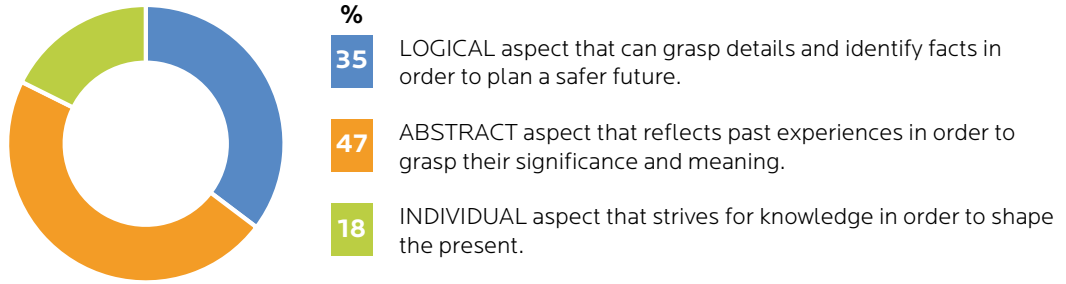 %
35
LOGICAL aspect that can grasp details and identify facts in
order to plan a safer future.
47
ABSTRACT aspect that reflects past experiences in order to
grasp their significance and meaning.
18
INDIVIDUAL aspect that strives for knowledge in order to shape
the present.